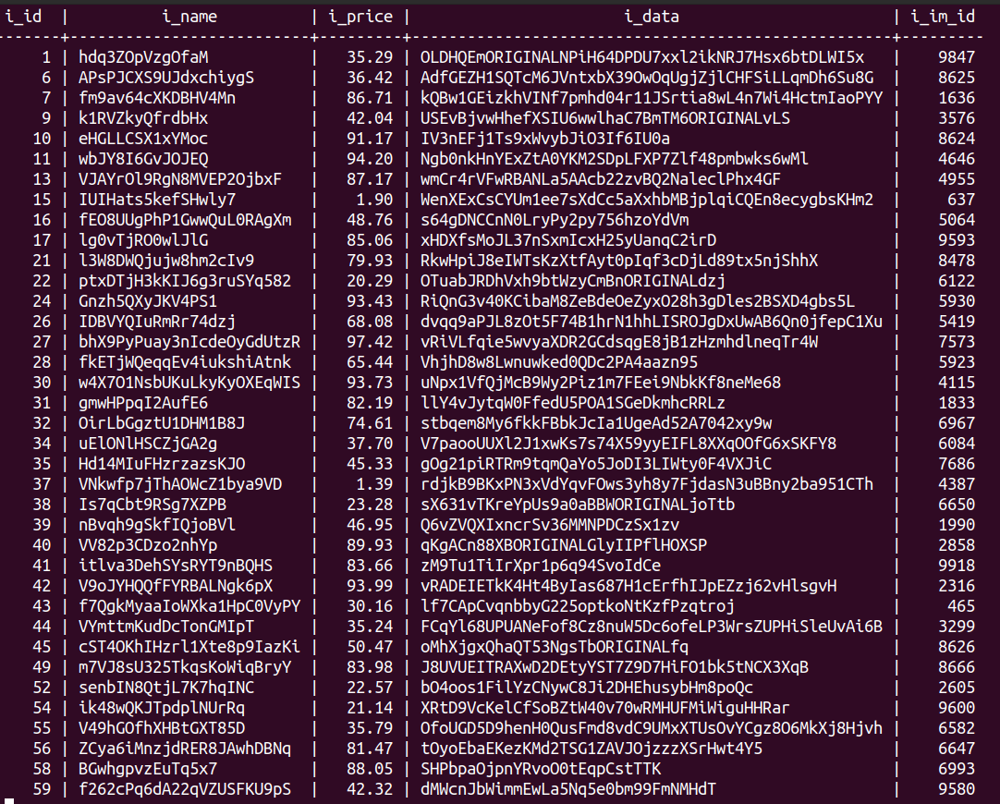 i_id | i_name | i_price | i_data | i_im_id
------+--------------------------+---------+----------------------------------------------------+---------
1 | hdq3ZOpVzgOfaM | 35.29 | OLDHQEmORIGINALNPiH64DPDU7xxl2ikNRJ7Hsx6btDLWI5x | 9847
6 | APsPJCXS9UJdxchiygS | 36.42 | AdfGEZH1SQTcM6JVntxbX39OwOqUgjZjlCHFSiLLqmDh6Su8G | 8625
7 | fm9av64cXKDBHV4Mn | 86.71 | kQBw1GEizkhVINf7pmhd04r11JSrtia8wL4n7Wi4HctmIaoPYY | 1636
9 | k1RVZkyQfrdbHx | 42.04 | USEvBjvwHhefXSIU6wwlhaC7BmTM6ORIGINALvLS | 3576
10 | eHGLLCSX1xYMoc | 91.17 | IV3nEFj1Ts9xWvybJiO3If6IU0a | 8624
11 | wbJY8I6GvJOJEQ | 94.20 | Ngb0nkHnYExZtA0YKM2SDpLFXP7Zlf48pmbwks6wMl | 4646
13 | VJAYrOl9RgN8MVEP2OjbxF | 87.17 | wmCr4rVFwRBANLa5AAcb22zvBQ2NaleclPhx4GF | 4955
15 | IUIHats5kefSHwly7 | 1.90 | WenXExCsCYUm1ee7sXdCc5aXxhbMBjplqiCQEn8ecygbsKHm2 | 637
16 | fEO8UUgPhP1GwwQuL0RAgXm | 48.76 | s64gDNCCnN0LryPy2py756hzoYdVm | 5064
17 | lg0vTjRO0wlJlG | 85.06 | xHDXfsMoJL37nSxmIcxH25yUanqC2irD | 9593
21 | l3W8DWQjujw8hm2cIv9 | 79.93 | RkwHpiJ8eIWTsKzXtfAyt0pIqf3cDjLd89tx5njShhX | 8478
22 | ptxDTjH3kKIJ6g3ruSYq582 | 20.29 | OTuabJRDhVxh9btWzyCmBnORIGINALdzj | 6122
24 | Gnzh5QXyJKV4PS1 | 93.43 | RiQnG3v40KCibaM8ZeBdeOeZyxO28h3gDles2BSXD4gbs5L | 5930
26 | IDBVYQIuRmRr74dzj | 68.08 | dvqq9aPJL8zOt5F74B1hrN1hhLISROJgDxUwAB6Qn0jfepC1Xu | 5419
27 | bhX9PyPuay3nIcdeOyGdUtzR | 97.42 | vRiVLfqie5wvyaXDR2GCdsqgE8jB1zHzmhdlneqTr4W | 7573
28 | fkETjWQeqqEv4iukshiAtnk | 65.44 | VhjhD8w8Lwnuwked0QDc2PA4aazn95 | 5923
30 | w4X7O1NsbUKuLkyKyOXEqWIS | 93.73 | uNpx1VfQjMcB9Wy2Piz1m7FEei9NbkKf8neMe68 | 4115
31 | gmwHPpqI2AufE6 | 82.19 | llY4vJytqW0FfedU5POA1SGeDkmhcRRLz | 1833
32 | OirLbGgztU1DHM1B8J | 74.61 | stbqem8My6fkkFBbkJcIa1UgeAd52A7042xy9w | 6967
34 | uElONlHSCZjGA2g | 37.70 | V7paooUUXl2J1xwKs7s74X59yyEIFL8XXqOOfG6xSKFY8 | 6084
35 | Hd14MIuFHzrzazsKJO | 45.33 | gOg21piRTRm9tqmQaYo5JoDI3LIWty0F4VXJiC | 7686
37 | VNkwfp7jThAOWcZ1bya9VD | 1.39 | rdjkB9BKxPN3xVdYqvFOws3yh8y7FjdasN3uBBny2ba951CTh | 4387
38 | Is7qCbt9RSg7XZPB | 23.28 | sX631vTKreYpUs9a0aBBWORIGINALjoTtb | 6650
39 | nBvqh9gSkfIQjoBVl | 46.95 | Q6vZVQXIxncrSv36MMNPDCzSx1zv | 1990
40 | VV82p3CDzo2nhYp | 89.93 | qKgACn88XBORIGINALGlyIIPflHOXSP | 2858
41 | itlva3DehSYsRYT9nBQHS | 83.66 | zM9Tu1TiIrXpr1p6q94SvoIdCe | 9918
42 | V9oJYHQQfFYRBALNgk6pX | 93.99 | vRADEIETkK4Ht4ByIas687H1cErfhIJpEZzj62vHlsgvH | 2316
43 | f7QgkMyaaIoWXka1HpC0VyPY | 30.16 | lf7CApCvqnbbyG225optkoNtKzfPzqtroj | 465
44 | VYmttmKudDcTonGMIpT | 35.24 | FCqYl68UPUANeFof8Cz8nuW5Dc6ofeLP3WrsZUPHiSleUvAi6B | 3299
45 | cST4OKhIHzrl1Xte8p9IazKi | 50.47 | oMhXjgxQhaQT53NgsTbORIGINALfq | 8626
49 | m7VJ8sU325TkqsKoWiqBryY | 83.98 | J8UVUEITRAXwD2DEtyYST7Z9D7HiFO1bk5tNCX3XqB | 8666
52 | senbIN8QtjL7K7hqINC | 22.57 | bO4oos1FilYzCNywC8Ji2DHEhusybHm8poQc | 2605
54 | ik48wQKJTpdplNUrRq | 21.14 | XRtD9VcKelCfSoBZtW40v70wRMHUFMiWiguHHRar | 9600
55 | V49hGOfhXHBtGXT85D | 35.79 | OfoUGD5D9henH0QusFmd8vdC9UMxXTUsOvYCgz8O6MkXj8Hjvh | 6582
56 | ZCya6iMnzjdRER8JAwhDBNq | 81.47 | tOyoEbaEKezKMd2TSG1ZAVJOjzzzXSrHwt4Y5 | 6647
58 | BGwhgpvzEuTq5x7 | 88.05 | SHPbpaOjpnYRvoO0tEqpCstTTK | 6993
59 | f262cPq6dA22qVZUSFKU9pS | 42.32 | dMWcnJbWimmEwLa5Nq5e0bm99FmNMHdT | 9580